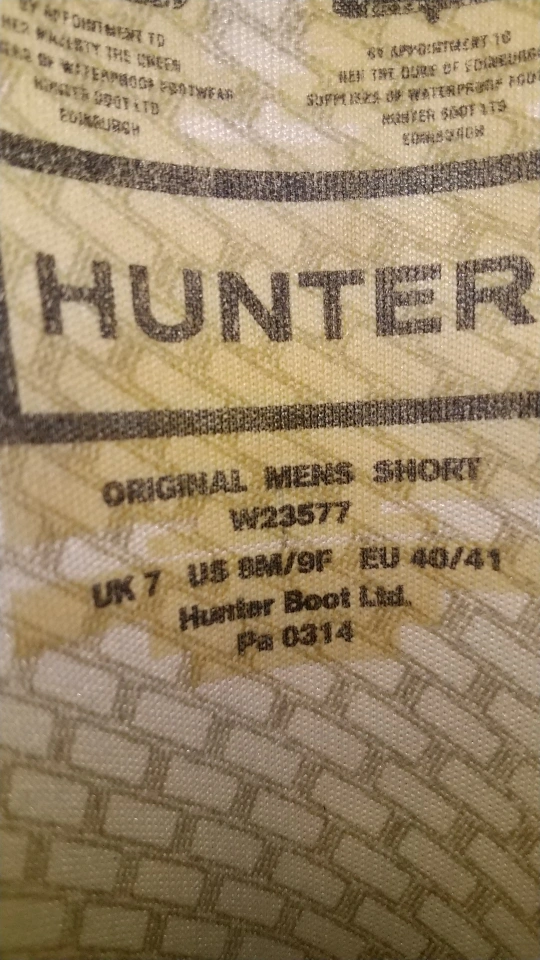 BY APPOINTMENT TO
HER MAJESTY THE QUEEN
OF WATERPROOF FOOTWEAR
HUNTER BOOT LTD
EDINBURGH
BY APPOINTMENT TO
HRH THE DUKE OF EDINBURG
SUPPLIERS OF WATERPROOF FOOT
HUNTER BOOT LTD
EDINBURGH
HUNTER
ORIGINAL MENS SHORT
W23577
UK 7 US 8M/9F EU 40/41
Hunter Boot Ltd.
Pa 0314